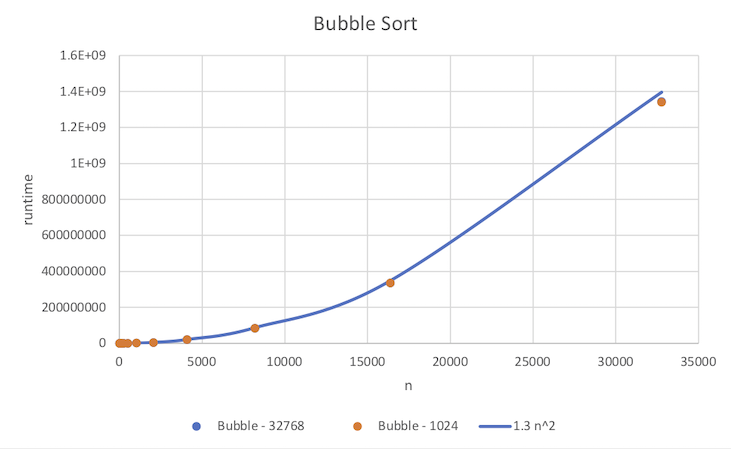 Bubble Sort
1.6E+09
1.4E+09
1.2E+09
1E+09
800000000
600000000
400000000
200000000
0
runtime
0 5000 10000 15000 20000 25000 30000 35000
n
Bubble - 32768 Bubble - 1024 1.3 n^2